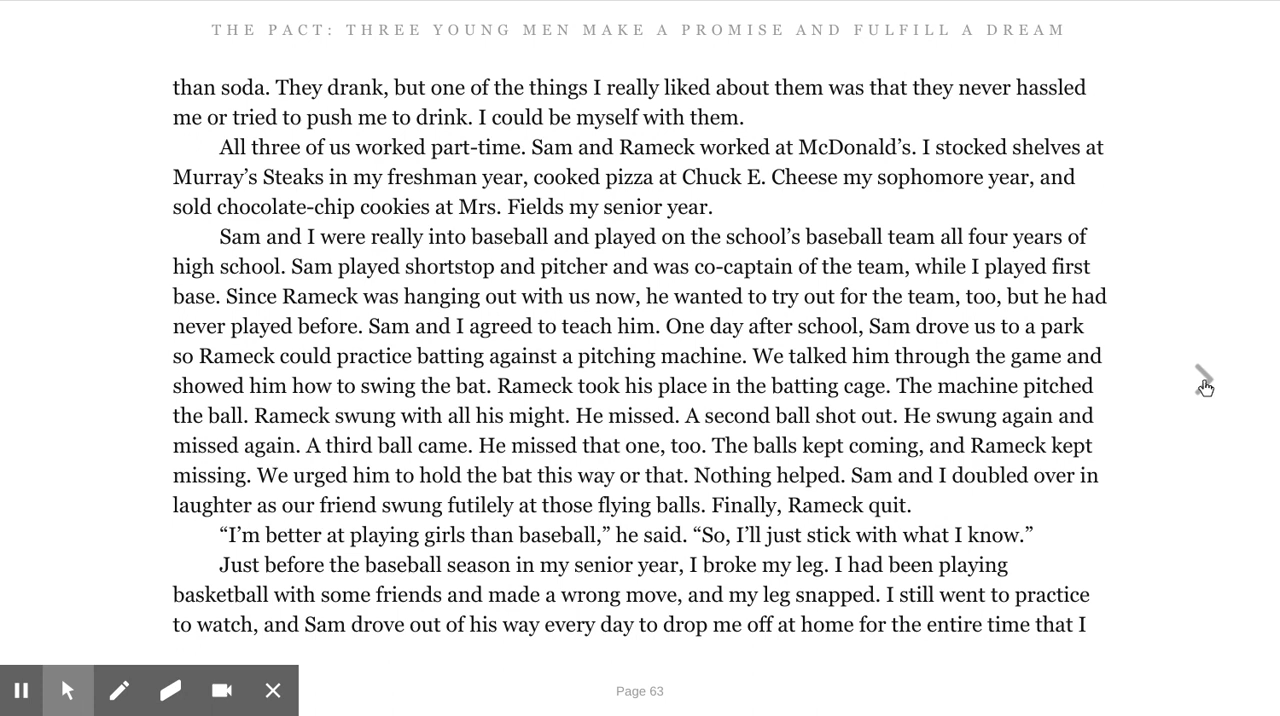 THE PACT: THREE YOUNG MEN MAKE A PROMISE AND FULFILL A DREAM
than soda. They drank, but one of the things I really liked about them was that they never hassled
me or tried to push me to drink. I could be myself with them.
All three of us worked part-time. Sam and Rameck worked at McDonald’s. I stocked shelves at
Murray’s Steaks in my freshman year, cooked pizza at Chuck E. Cheese my sophomore year, and
sold chocolate-chip cookies at Mrs. Fields my senior year.
Sam and I were really into baseball and played on the school’s baseball team all four years of
high school. Sam played shortstop and pitcher and was co-captain of the team, while I played first
base. Since Rameck was hanging out with us now, he wanted to try out for the team, too, but he had
never played before. Sam and I agreed to teach him. One day after school, Sam drove us to a park
so Rameck could practice batting against a pitching machine. We talked him through the game and
showed him how to swing the bat. Rameck took his place in the batting cage. The machine pitched
the ball. Rameck swung with all his might. He missed. A second ball shot out. He swung again and
missed again. A third ball came. He missed that one, too. The balls kept coming, and Rameck kept
missing. We urged him to hold the bat this way or that. Nothing helped. Sam and I doubled over in
laughter as our friend swung futilely at those flying balls. Finally, Rameck quit.
“I’m better at playing girls than baseball,” he said. “So, I’ll just stick with what I know.”
Just before the baseball season in my senior year, I broke my leg. I had been playing
basketball with some friends and made a wrong move, and my leg snapped. I still went to practice
to watch, and Sam drove out of his way every day to drop me off at home for the entire time that I
Page 63